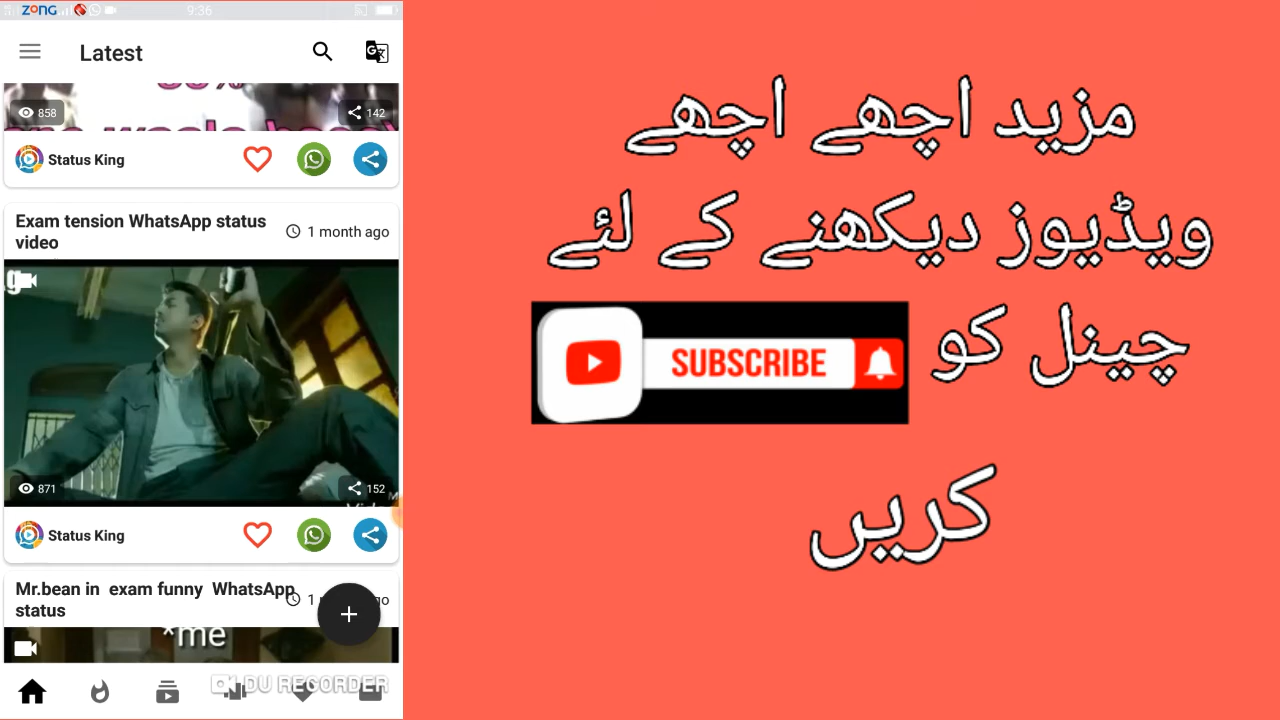 ZONG 9:36
Latest
858 142
Status King
Exam tension WhatsApp status
video
1 month ago
871 152
Status King
Mr.bean in exam funny WhatsApp
status
*me
DU RECORDER
مزید اچھے اچھے
ویڈیوز دیکھنے کے لئے
چینل کو SUBSCRIBE
کریں